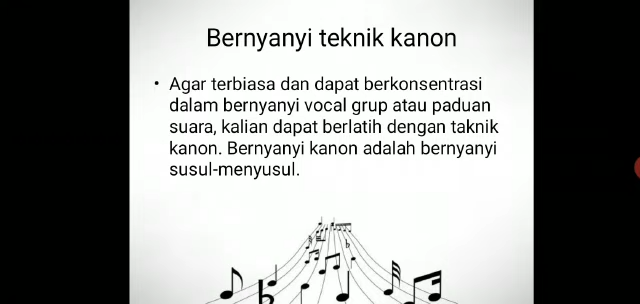 Bernyanyi teknik kanon
• Agar terbiasa dan dapat berkonsentrasi
dalam bernyanyi vocal grup atau paduan
suara, kalian dapat berlatih dengan taknik
kanon. Bernyanyi kanon adalah bernyanyi
susul-menyusul.